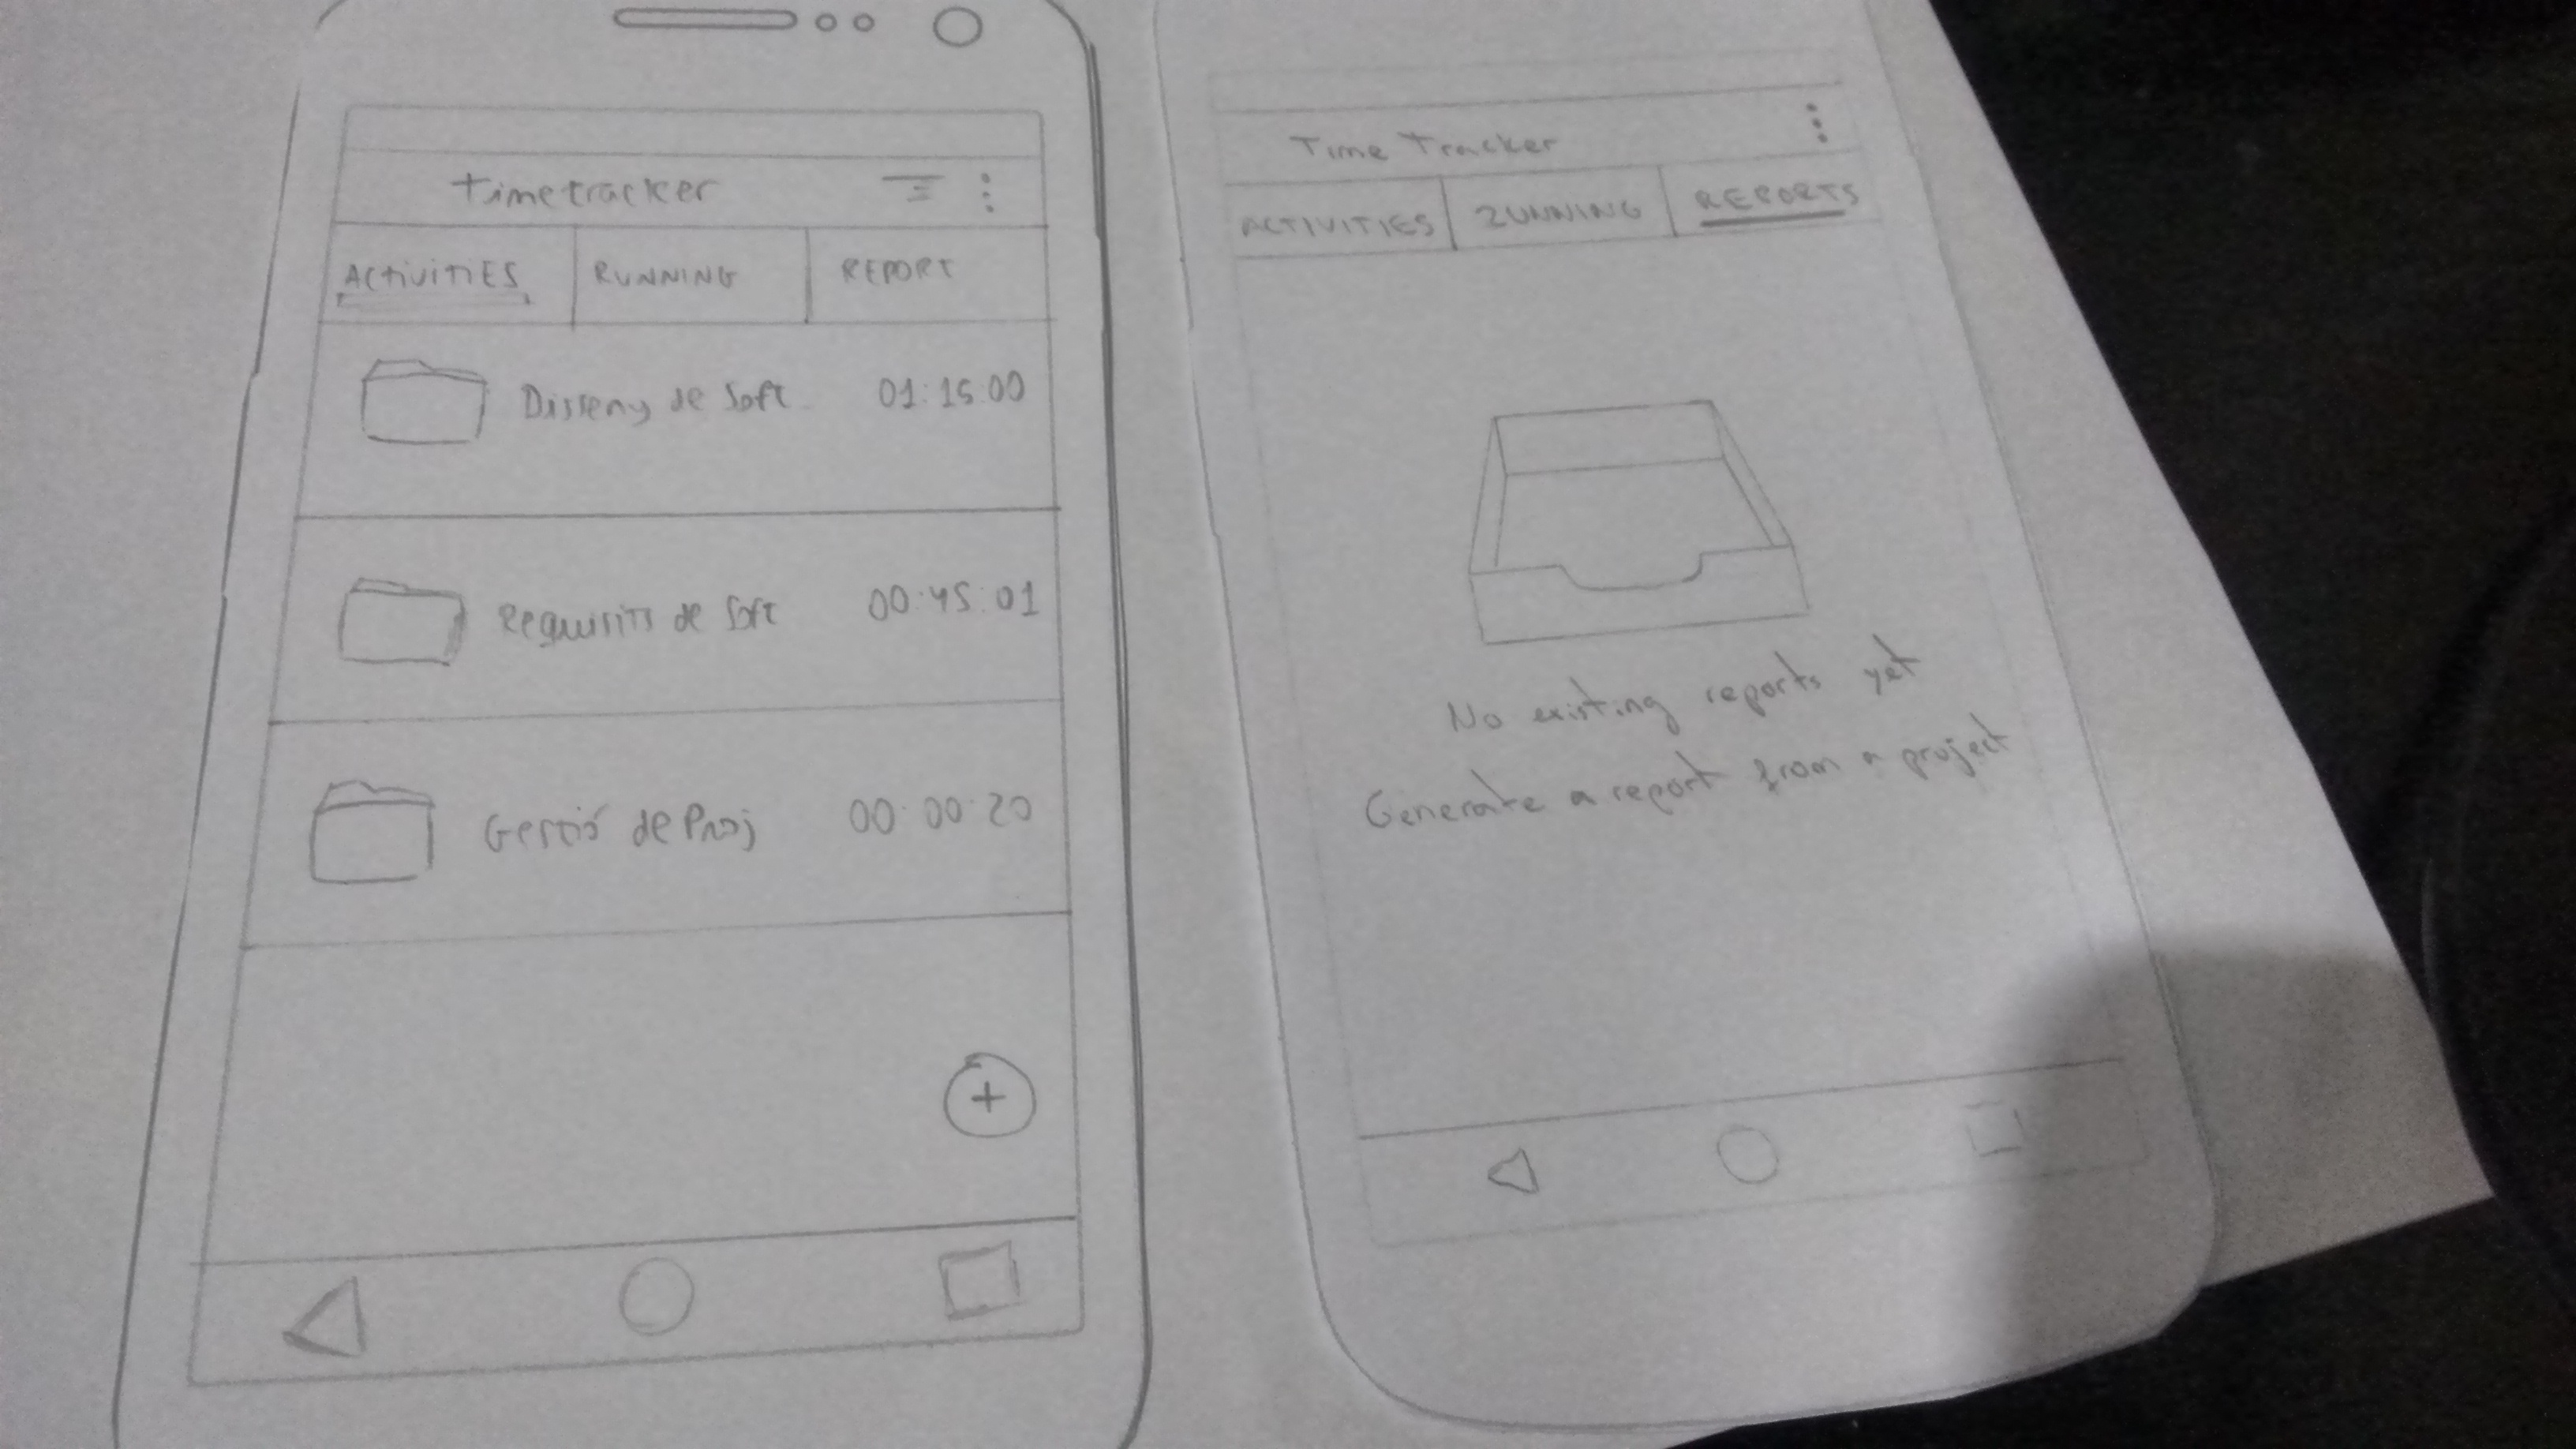 timetracker
ACTIVITIES RUNNING REPORT
Disseny de Soft. 01:15:00
Requisits de Soft 00:45:01
Gestió de Proj 00:00:20
+
Time Tracker
ACTIVITIES RUNNING REPORTS
No existing reports yet
Generate a report from a project